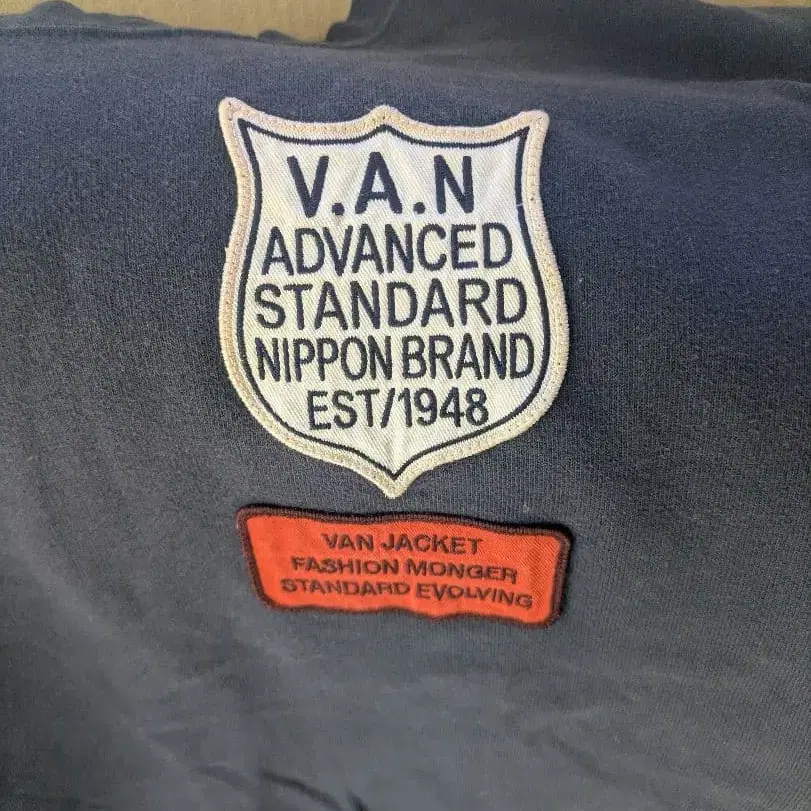 V.A.N
ADVANCED
STANDARD
NIPPON BRAND
EST/1948
VAN JACKET
FASHION MONGER
STANDARD EVOLVING